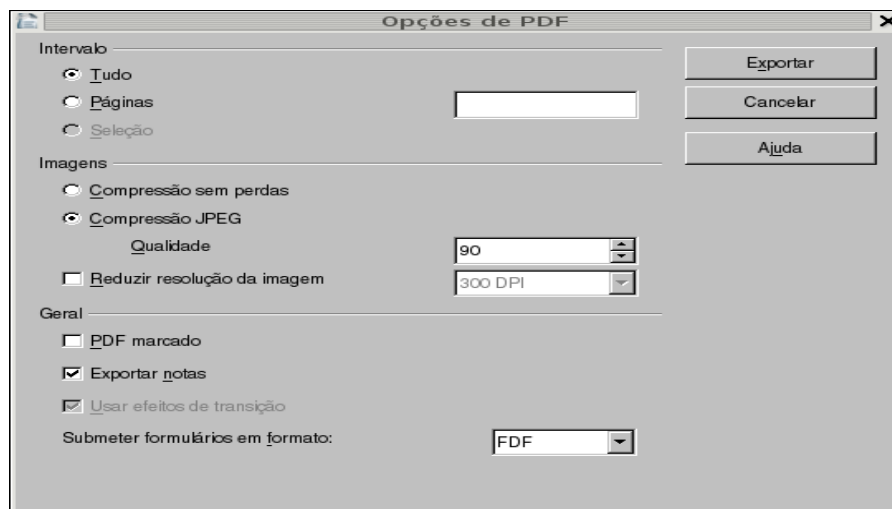 Opções de PDF
Intervalo
Tudo
Páginas
Seleção
Exportar
Cancelar
Ajuda
Imagens
Compressão sem perdas
Compressão JPEG
Qualidade
90
Reduzir resolução da imagem
300 DPI
Geral
PDF marcado
Exportar notas
Usar efeitos de transição
Submeter formulários em formato:
FDF